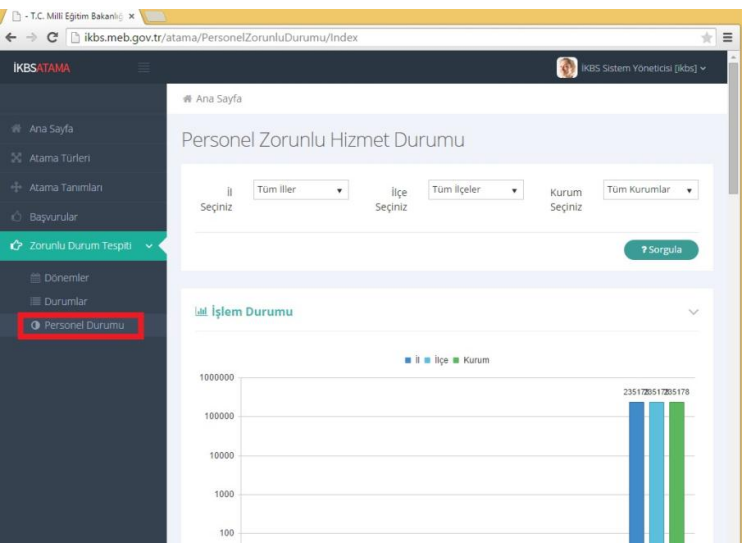 - T.C. Millî Eğitim Bakanlığ
ikbs.meb.gov.tr/atama/PersonelZorunluDurumu/Index
İKBSATAMA
İKBS Sistem Yöneticisi [ikbs]
Ana Sayfa
Ana Sayfa
Atama Türleri
Atama Tanımları
Başvurular
Zorunlu Durum Tespiti
Dönemler
Durumlar
Personel Durumu
Personel Zorunlu Hizmet Durumu
İl Seçiniz
Tüm İller
İlçe Seçiniz
Tüm İlçeler
Kurum Seçiniz
Tüm Kurumlar
? Sorgula
İşlem Durumu
İl İlçe Kurum
1000000
235178 235178 235178
100000
10000
1000
100